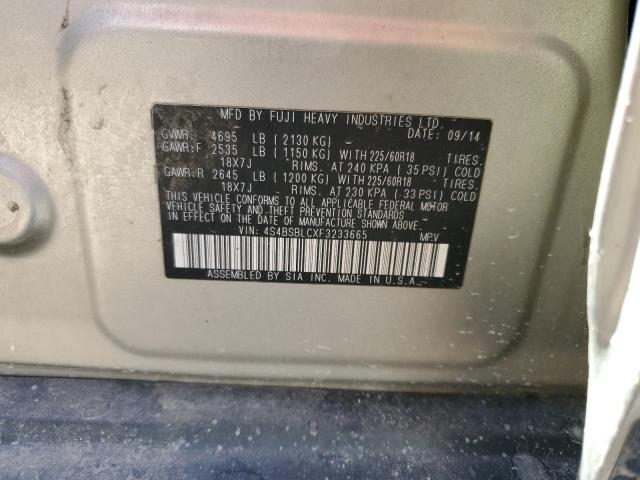 MFD BY FUJI HEAVY INDUSTRIES LTD.
GVWR: 4695 LB ( 2130 KG) DATE: 09/14
GAWR:F 2535 LB ( 1150 KG) WITH 225/60R18 TIRES.
18X7J RIMS. AT 240 KPA ( 35 PSI) COLD
GAWR:R 2645 LB ( 1200 KG) WITH 225/60R18 TIRES.
18X7J RIMS. AT 230 KPA ( 33 PSI) COLD
THIS VEHICLE CONFORMS TO ALL APPLICABLE FEDERAL MOTOR
VEHICLE SAFETY AND THEFT PREVENTION STANDARDS
IN EFFECT ON THE DATE OF MANUFACTURE SHOWN ABOVE.
VIN: 4S4BSBLCXF3233665 M.P.V
ASSEMBLED BY SIA INC. MADE IN U.S.A.